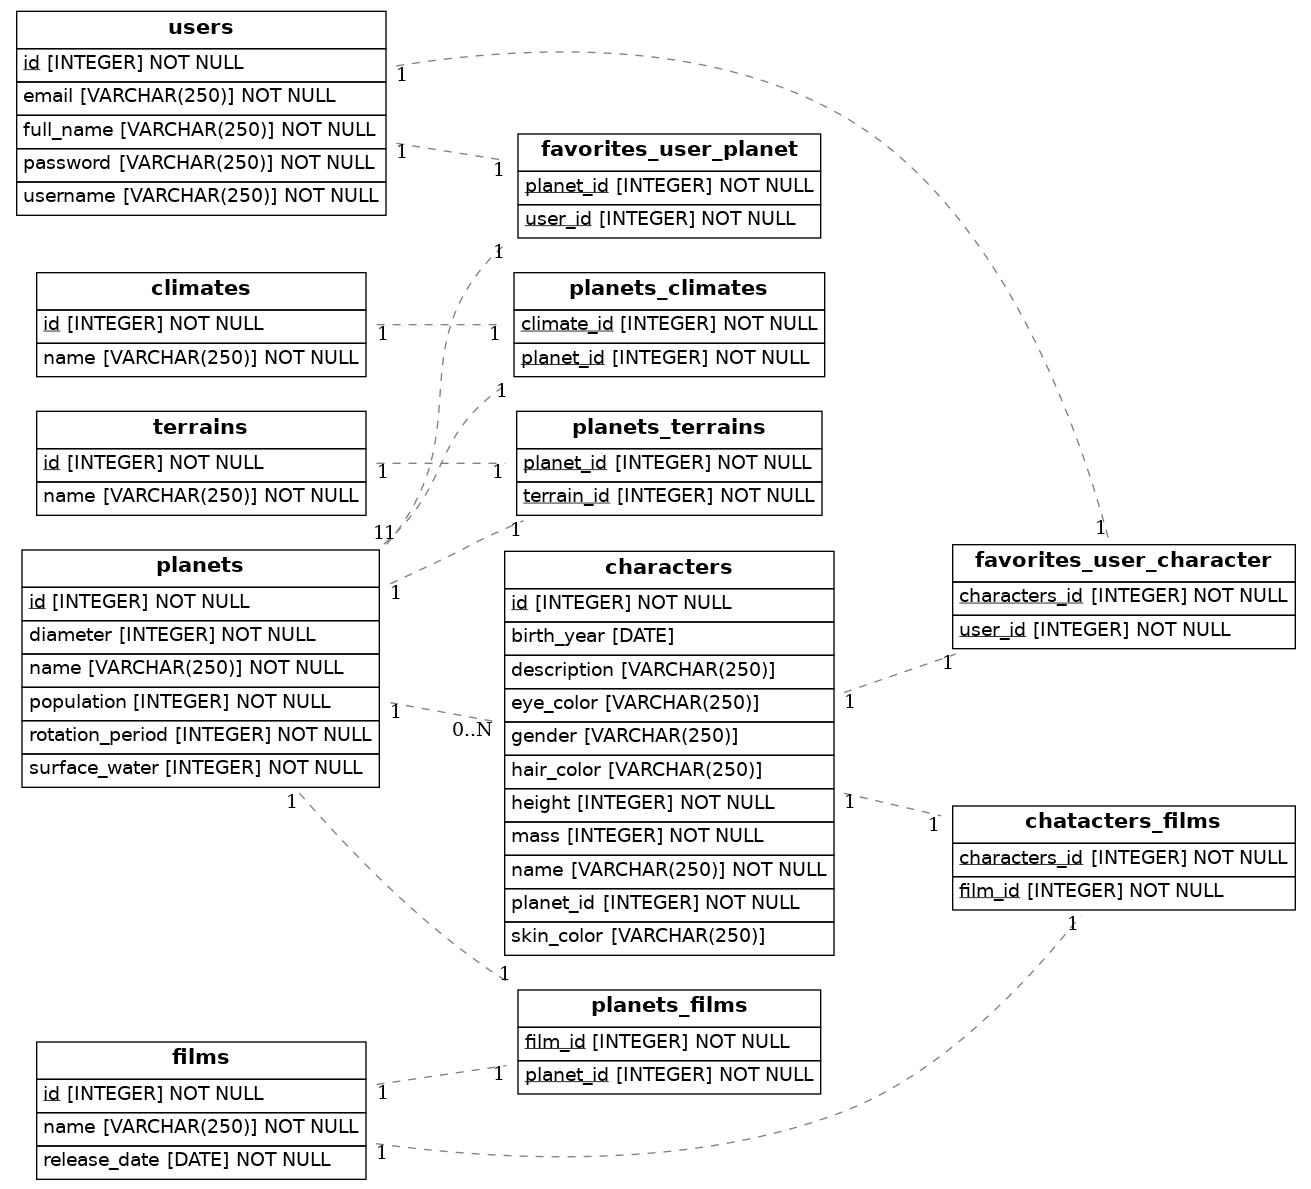 users
id [INTEGER] NOT NULL
email [VARCHAR(250)] NOT NULL
full_name [VARCHAR(250)] NOT NULL
password [VARCHAR(250)] NOT NULL
username [VARCHAR(250)] NOT NULL
1
1
favorites_user_planet
planet_id [INTEGER] NOT NULL
user_id [INTEGER] NOT NULL
1
1
climates
id [INTEGER] NOT NULL
name [VARCHAR(250)] NOT NULL
1
1
planets_climates
climate_id [INTEGER] NOT NULL
planet_id [INTEGER] NOT NULL
1
terrains
id [INTEGER] NOT NULL
name [VARCHAR(250)] NOT NULL
1
1
planets_terrains
planet_id [INTEGER] NOT NULL
terrain_id [INTEGER] NOT NULL
1
1
1
planets
id [INTEGER] NOT NULL
diameter [INTEGER] NOT NULL
name [VARCHAR(250)] NOT NULL
population [INTEGER] NOT NULL
rotation_period [INTEGER] NOT NULL
surface_water [INTEGER] NOT NULL
1
1
0..N
1
characters
id [INTEGER] NOT NULL
birth_year [DATE]
description [VARCHAR(250)]
eye_color [VARCHAR(250)]
gender [VARCHAR(250)]
hair_color [VARCHAR(250)]
height [INTEGER] NOT NULL
mass [INTEGER] NOT NULL
name [VARCHAR(250)] NOT NULL
planet_id [INTEGER] NOT NULL
skin_color [VARCHAR(250)]
1
1
1
favorites_user_character
characters_id [INTEGER] NOT NULL
user_id [INTEGER] NOT NULL
1
1
chatacters_films
characters_id [INTEGER] NOT NULL
film_id [INTEGER] NOT NULL
1
1
planets_films
film_id [INTEGER] NOT NULL
planet_id [INTEGER] NOT NULL
1
films
id [INTEGER] NOT NULL
name [VARCHAR(250)] NOT NULL
release_date [DATE] NOT NULL
1
1